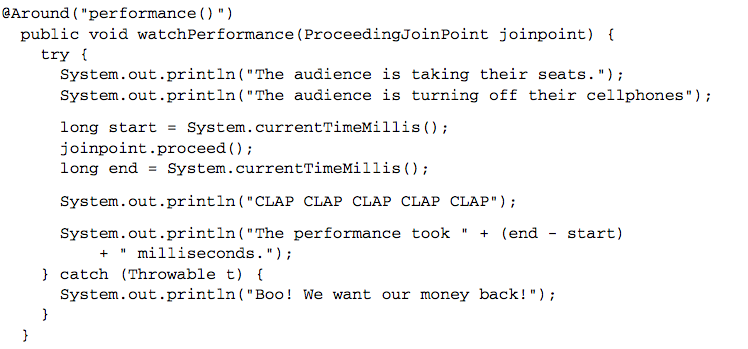 @Around("performance()")
public void watchPerformance(ProceedingJoinPoint joinpoint) {
try {
System.out.println("The audience is taking their seats.");
System.out.println("The audience is turning off their cellphones");
long start = System.currentTimeMillis();
joinpoint.proceed();
long end = System.currentTimeMillis();
System.out.println("CLAP CLAP CLAP CLAP CLAP");
System.out.println("The performance took " + (end - start)
+ " milliseconds.");
} catch (Throwable t) {
System.out.println("Boo! We want our money back!");
}
}